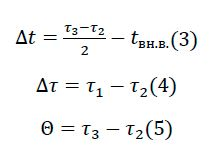 Δt = (τ₃−τ₂)/2 − tвн.в.(3)
Δτ = τ₁ − τ₂(4)
Θ = τ₃ − τ₂(5)